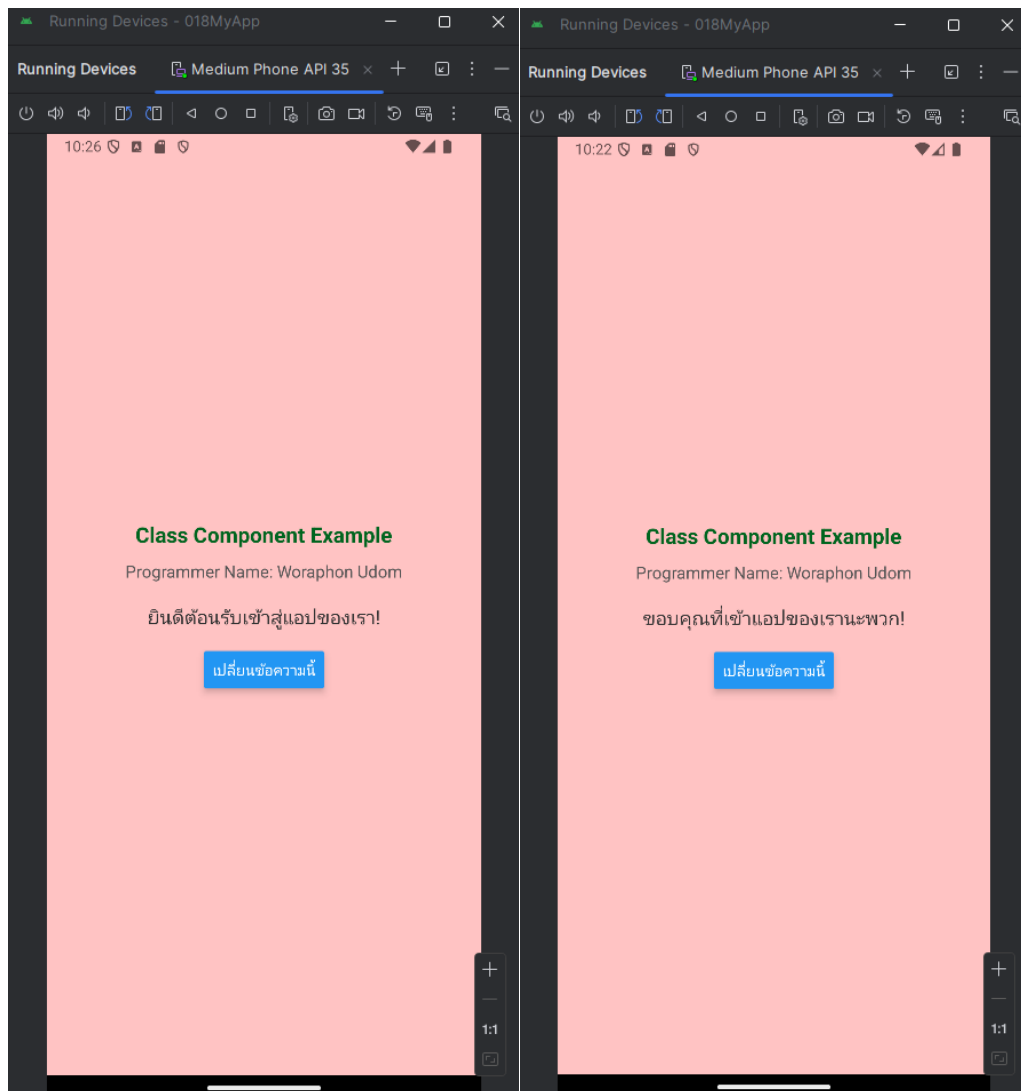 Running Devices - 018MyApp
Running Devices
Medium Phone API 35
10:26
Class Component Example
Programmer Name: Woraphon Udom
ยินดีต้อนรับเข้าสู่แอปของเรา!
เปลี่ยนข้อความนี้
1:1
Running Devices - 018MyApp
Running Devices
Medium Phone API 35
10:22
Class Component Example
Programmer Name: Woraphon Udom
ขอบคุณที่เข้าแอปของเรานะพวก!
เปลี่ยนข้อความนี้
1:1